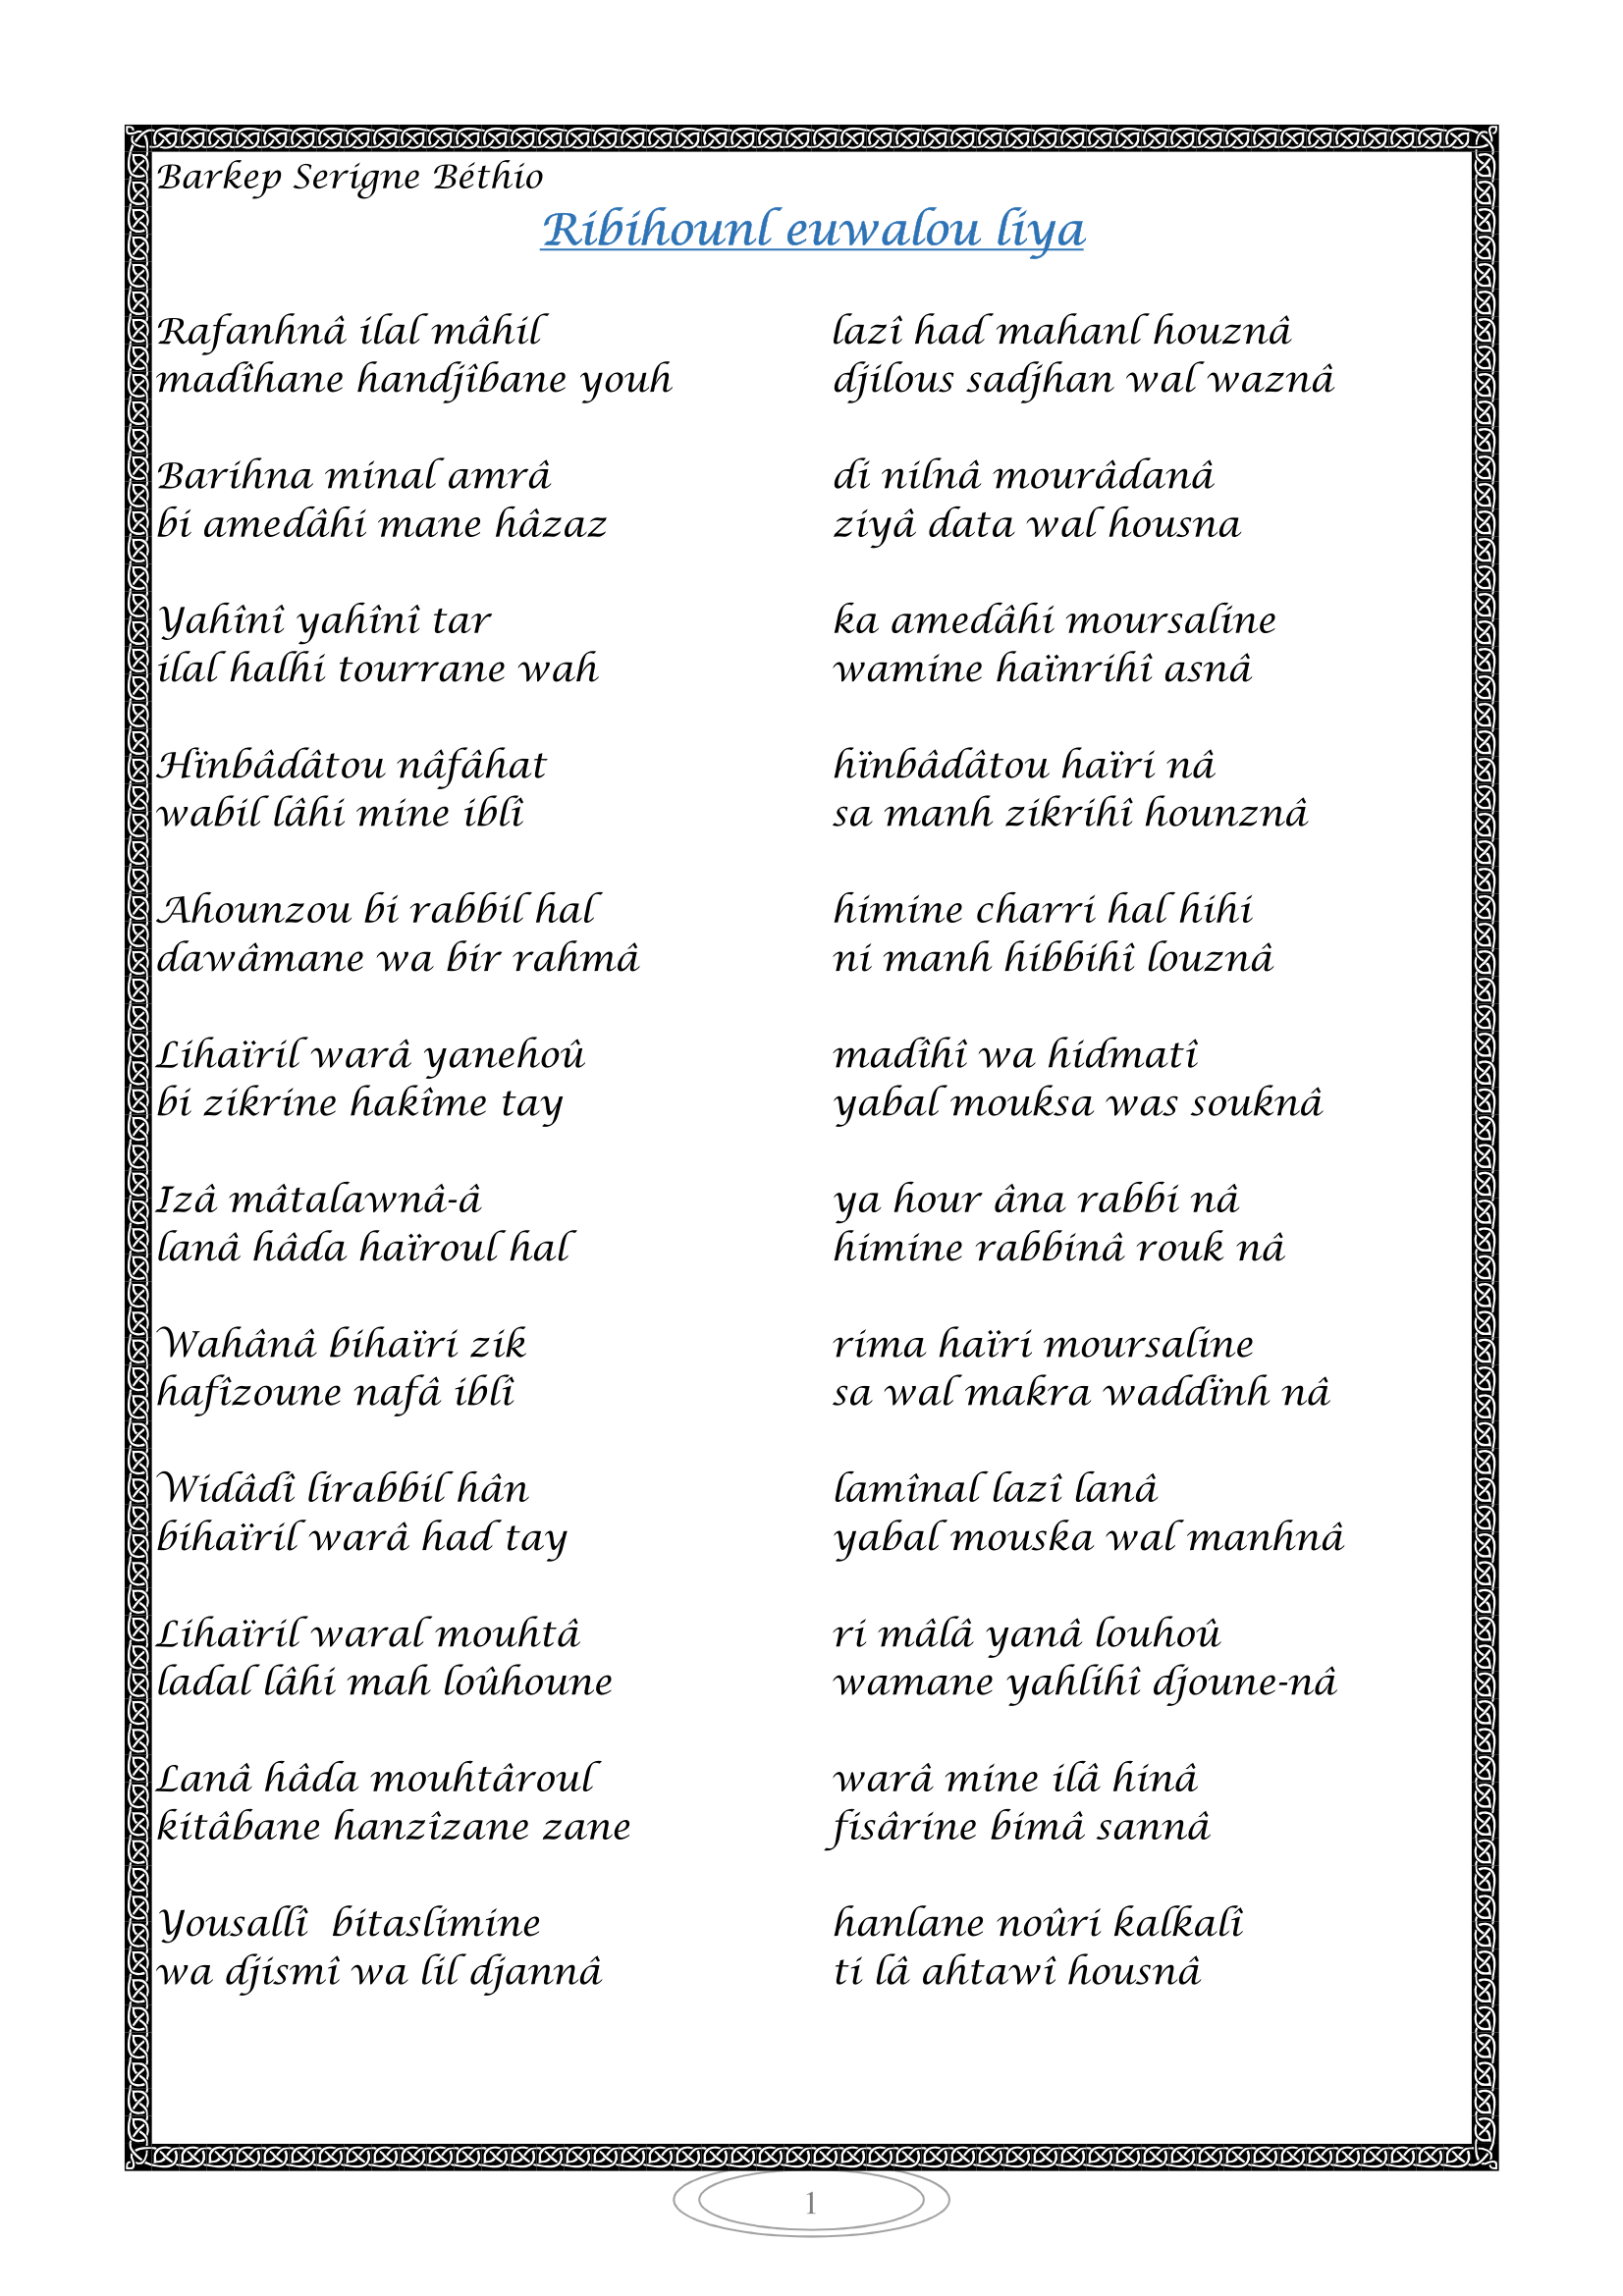 Barkep Serigne Béthio
Ribihounl euwalou liya
Rafanhnâ ilal mâhil lazî had mahanl houznâ
madîhane handjîbane youh djilous sadjhan wal waznâ
Barihna minal amrâ di nilnâ mourâdanâ
bi amedâhi mane hâzaz ziyâ data wal housna
Yahînî yahînî tar ka amedâhi moursaline
ilal halhi tourrane wah wamine haïnrihî asnâ
Hïnbâdâtou nâfâhat hïnbâdâtou haïri nâ
wabil lâhi mine iblî sa manh zikrihî hounznâ
Ahounzou bi rabbil hal himine charri hal hihi
dawâmane wa bir rahmâ ni manh hibbihî louznâ
Lihaïril warâ yanehoû madîhî wa hidmatî
bi zikrine hakîme tay yabal mouksa was souknâ
Izâ mâtalawnâ-â ya hour âna rabbi nâ
lanâ hâda haïroul hal himine rabbinâ rouk nâ
Wahânâ bihaïri zik rima haïri moursaline
hafîzoune nafâ iblî sa wal makra waddïnh nâ
Widâdî lirabbil hân lamînal lazî lanâ
bihaïril warâ had tay yabal mouska wal manhnâ
Lihaïril waral mouhtâ ri mâlâ yanâ louhoû
ladal lâhi mah loûhoune wamane yahlihî djoune-nâ
Lanâ hâda mouhtâroul warâ mine ilâ hinâ
kitâbane hanzîzane zane fisârine bimâ sannâ
Yousallî bitaslimine hanlane noûri kalkalî
wa djismî wa lil djannâ ti lâ ahtawî housnâ
1